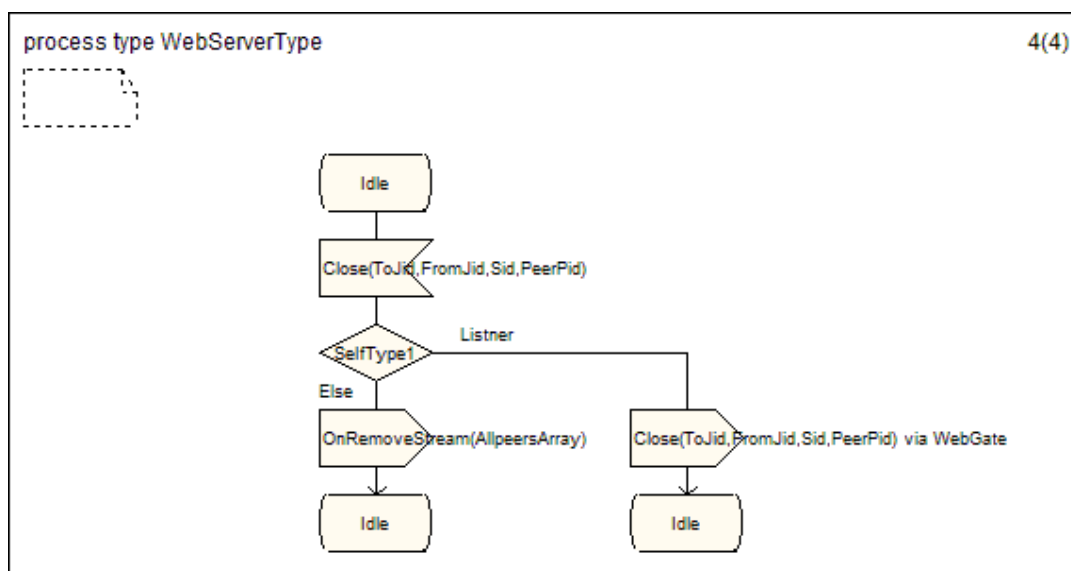 process type WebServerType
4(4)
Idle
Close(ToJid,FromJid,Sid,PeerPid)
SelfType1
Listner
Else
OnRemoveStream(AllpeersArray)
Close(ToJid,FromJid,Sid,PeerPid) via WebGate
Idle
Idle